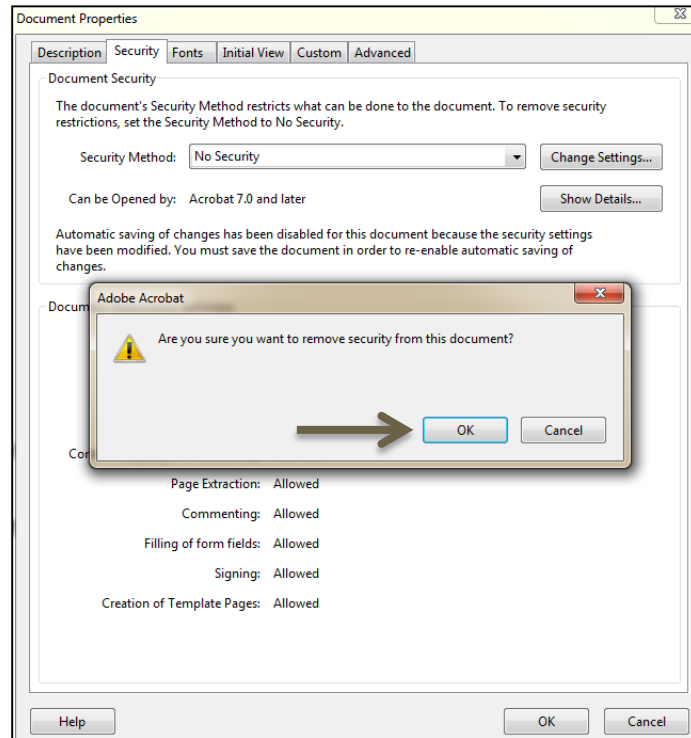 Document Properties
Description Security Fonts Initial View Custom Advanced
Document Security
The document's Security Method restricts what can be done to the document. To remove security
restrictions, set the Security Method to No Security.
Security Method: No Security Change Settings...
Can be Opened by: Acrobat 7.0 and later Show Details...
Automatic saving of changes has been disabled for this document because the security settings
have been modified. You must save the document in order to re-enable automatic saving of
changes.
Adobe Acrobat
Are you sure you want to remove security from this document?
OK Cancel
Page Extraction: Allowed
Commenting: Allowed
Filling of form fields: Allowed
Signing: Allowed
Creation of Template Pages: Allowed
Help OK Cancel